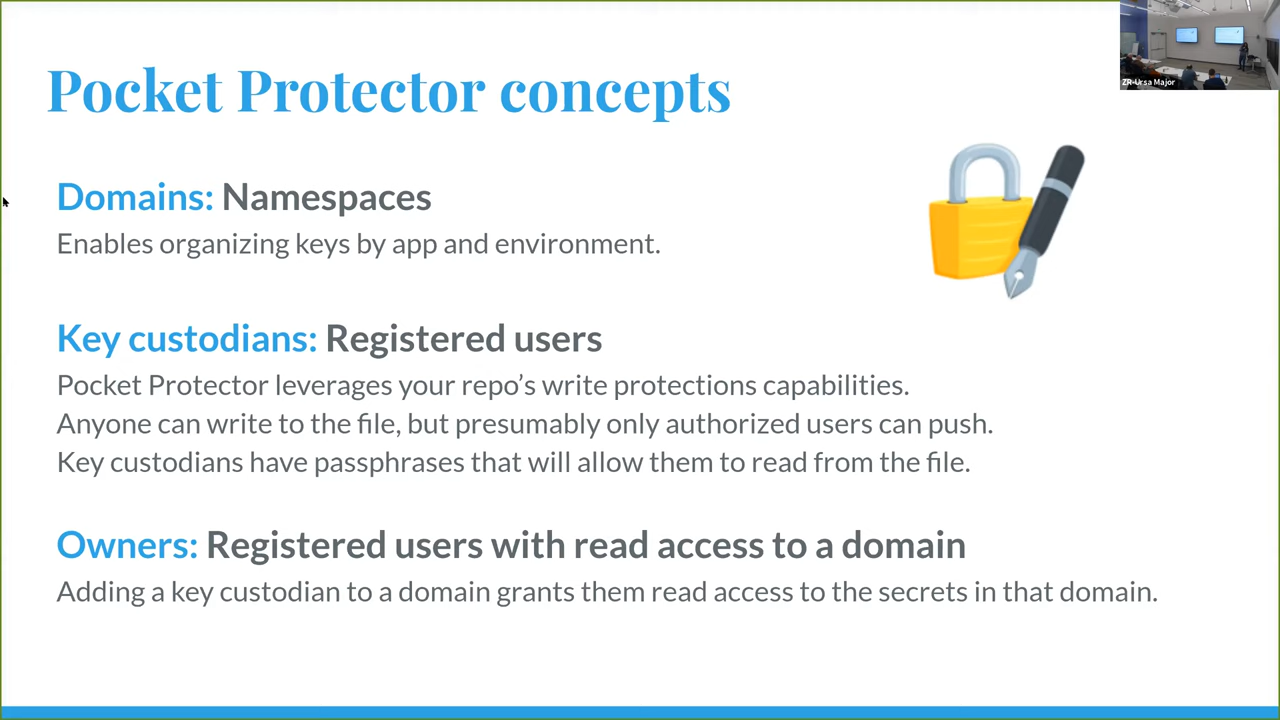 Pocket Protector concepts
ZR-Ursa Major
Domains: Namespaces
Enables organizing keys by app and environment.
Key custodians: Registered users
Pocket Protector leverages your repo's write protections capabilities.
Anyone can write to the file, but presumably only authorized users can push.
Key custodians have passphrases that will allow them to read from the file.
Owners: Registered users with read access to a domain
Adding a key custodian to a domain grants them read access to the secrets in that domain.